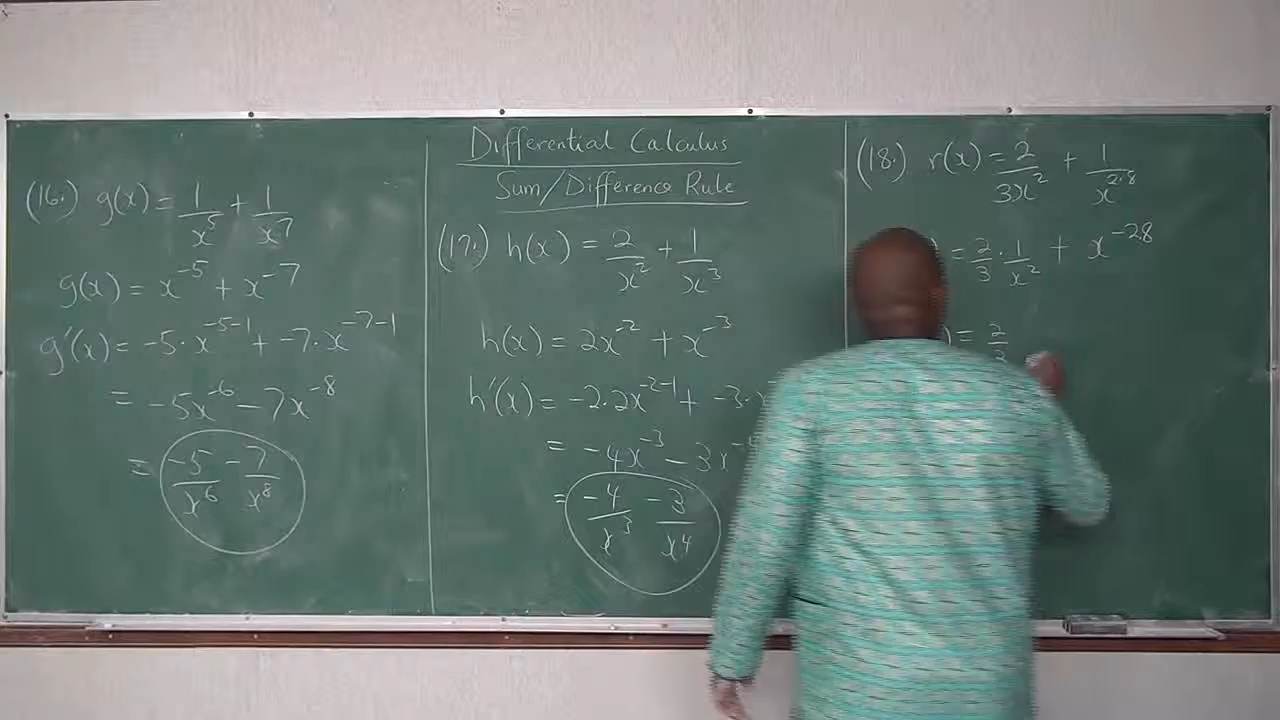 Differential Calculus
Sum/Difference Rule
(16.) g(x) = 1/x^5 + 1/x^7
g(x) = x^-5 + x^-7
g'(x) = -5·x^-5-1 + -7·x^-7-1
= -5x^-6 - 7x^-8
= -5/x^6 - 7/x^8
(17.) h(x) = 2/x^2 + 1/x^3
h(x) = 2x^-2 + x^-3
h'(x) = -2·2x^-2-1 + -3·
= -4x^-3 - 3x
= -4/x^3 - 3/x^4
(18.) r(x) = 2/3x^2 + 1/x^2.8
= 2/3 · 1/x^2 + x^-2.8
) = 2/3